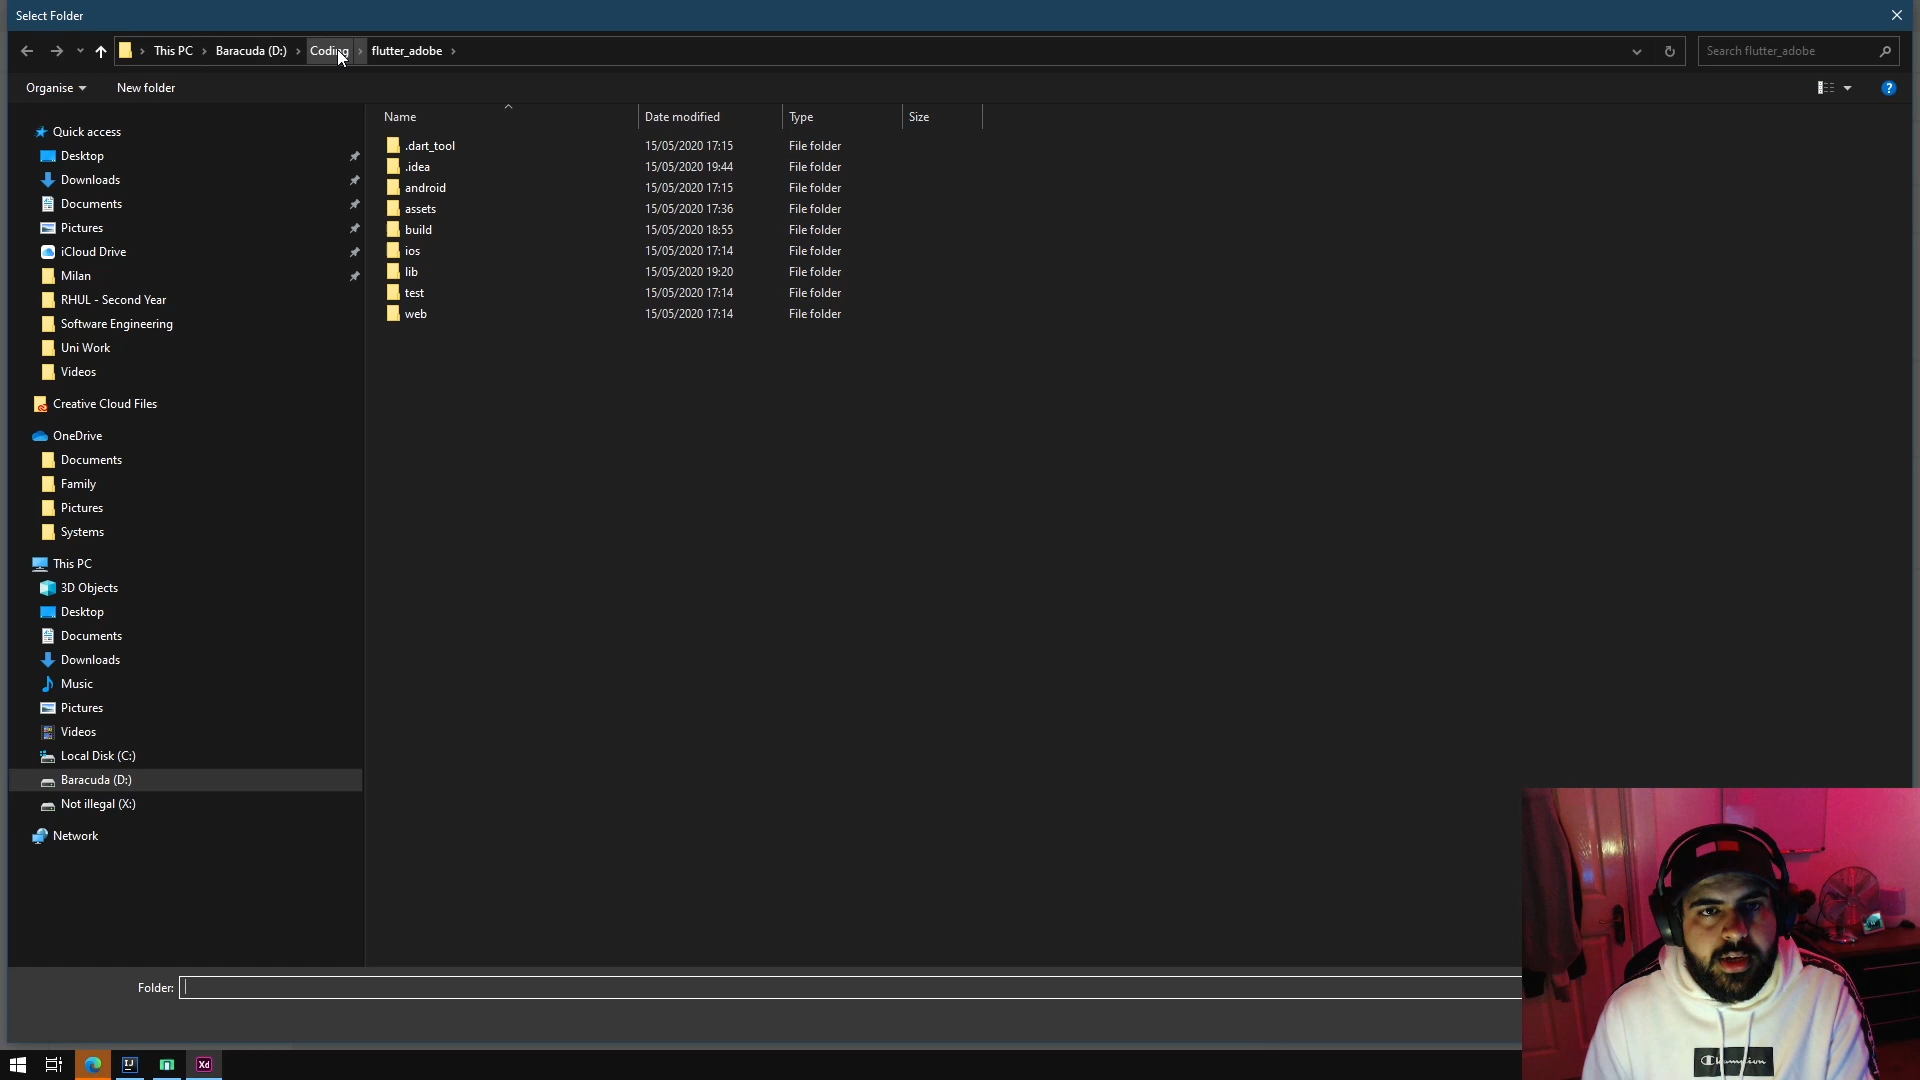 Select Folder
This PC Baracuda (D:) Coding flutter_adobe
Search flutter_adobe
Organise New folder
?
Quick access
Desktop
Downloads
Documents
Pictures
iCloud Drive
Milan
RHUL - Second Year
Software Engineering
Uni Work
Videos
Creative Cloud Files
OneDrive
Documents
Family
Pictures
Systems
This PC
3D Objects
Desktop
Documents
Downloads
Music
Pictures
Videos
Local Disk (C:)
Baracuda (D:)
Not illegal (X:)
Network
Name Date modified Type Size
.dart_tool 15/05/2020 17:15 File folder
.idea 15/05/2020 19:44 File folder
android 15/05/2020 17:15 File folder
assets 15/05/2020 17:36 File folder
build 15/05/2020 18:55 File folder
ios 15/05/2020 17:14 File folder
lib 15/05/2020 19:20 File folder
test 15/05/2020 17:14 File folder
web 15/05/2020 17:14 File folder
Folder:
IJ
Xd
Champion